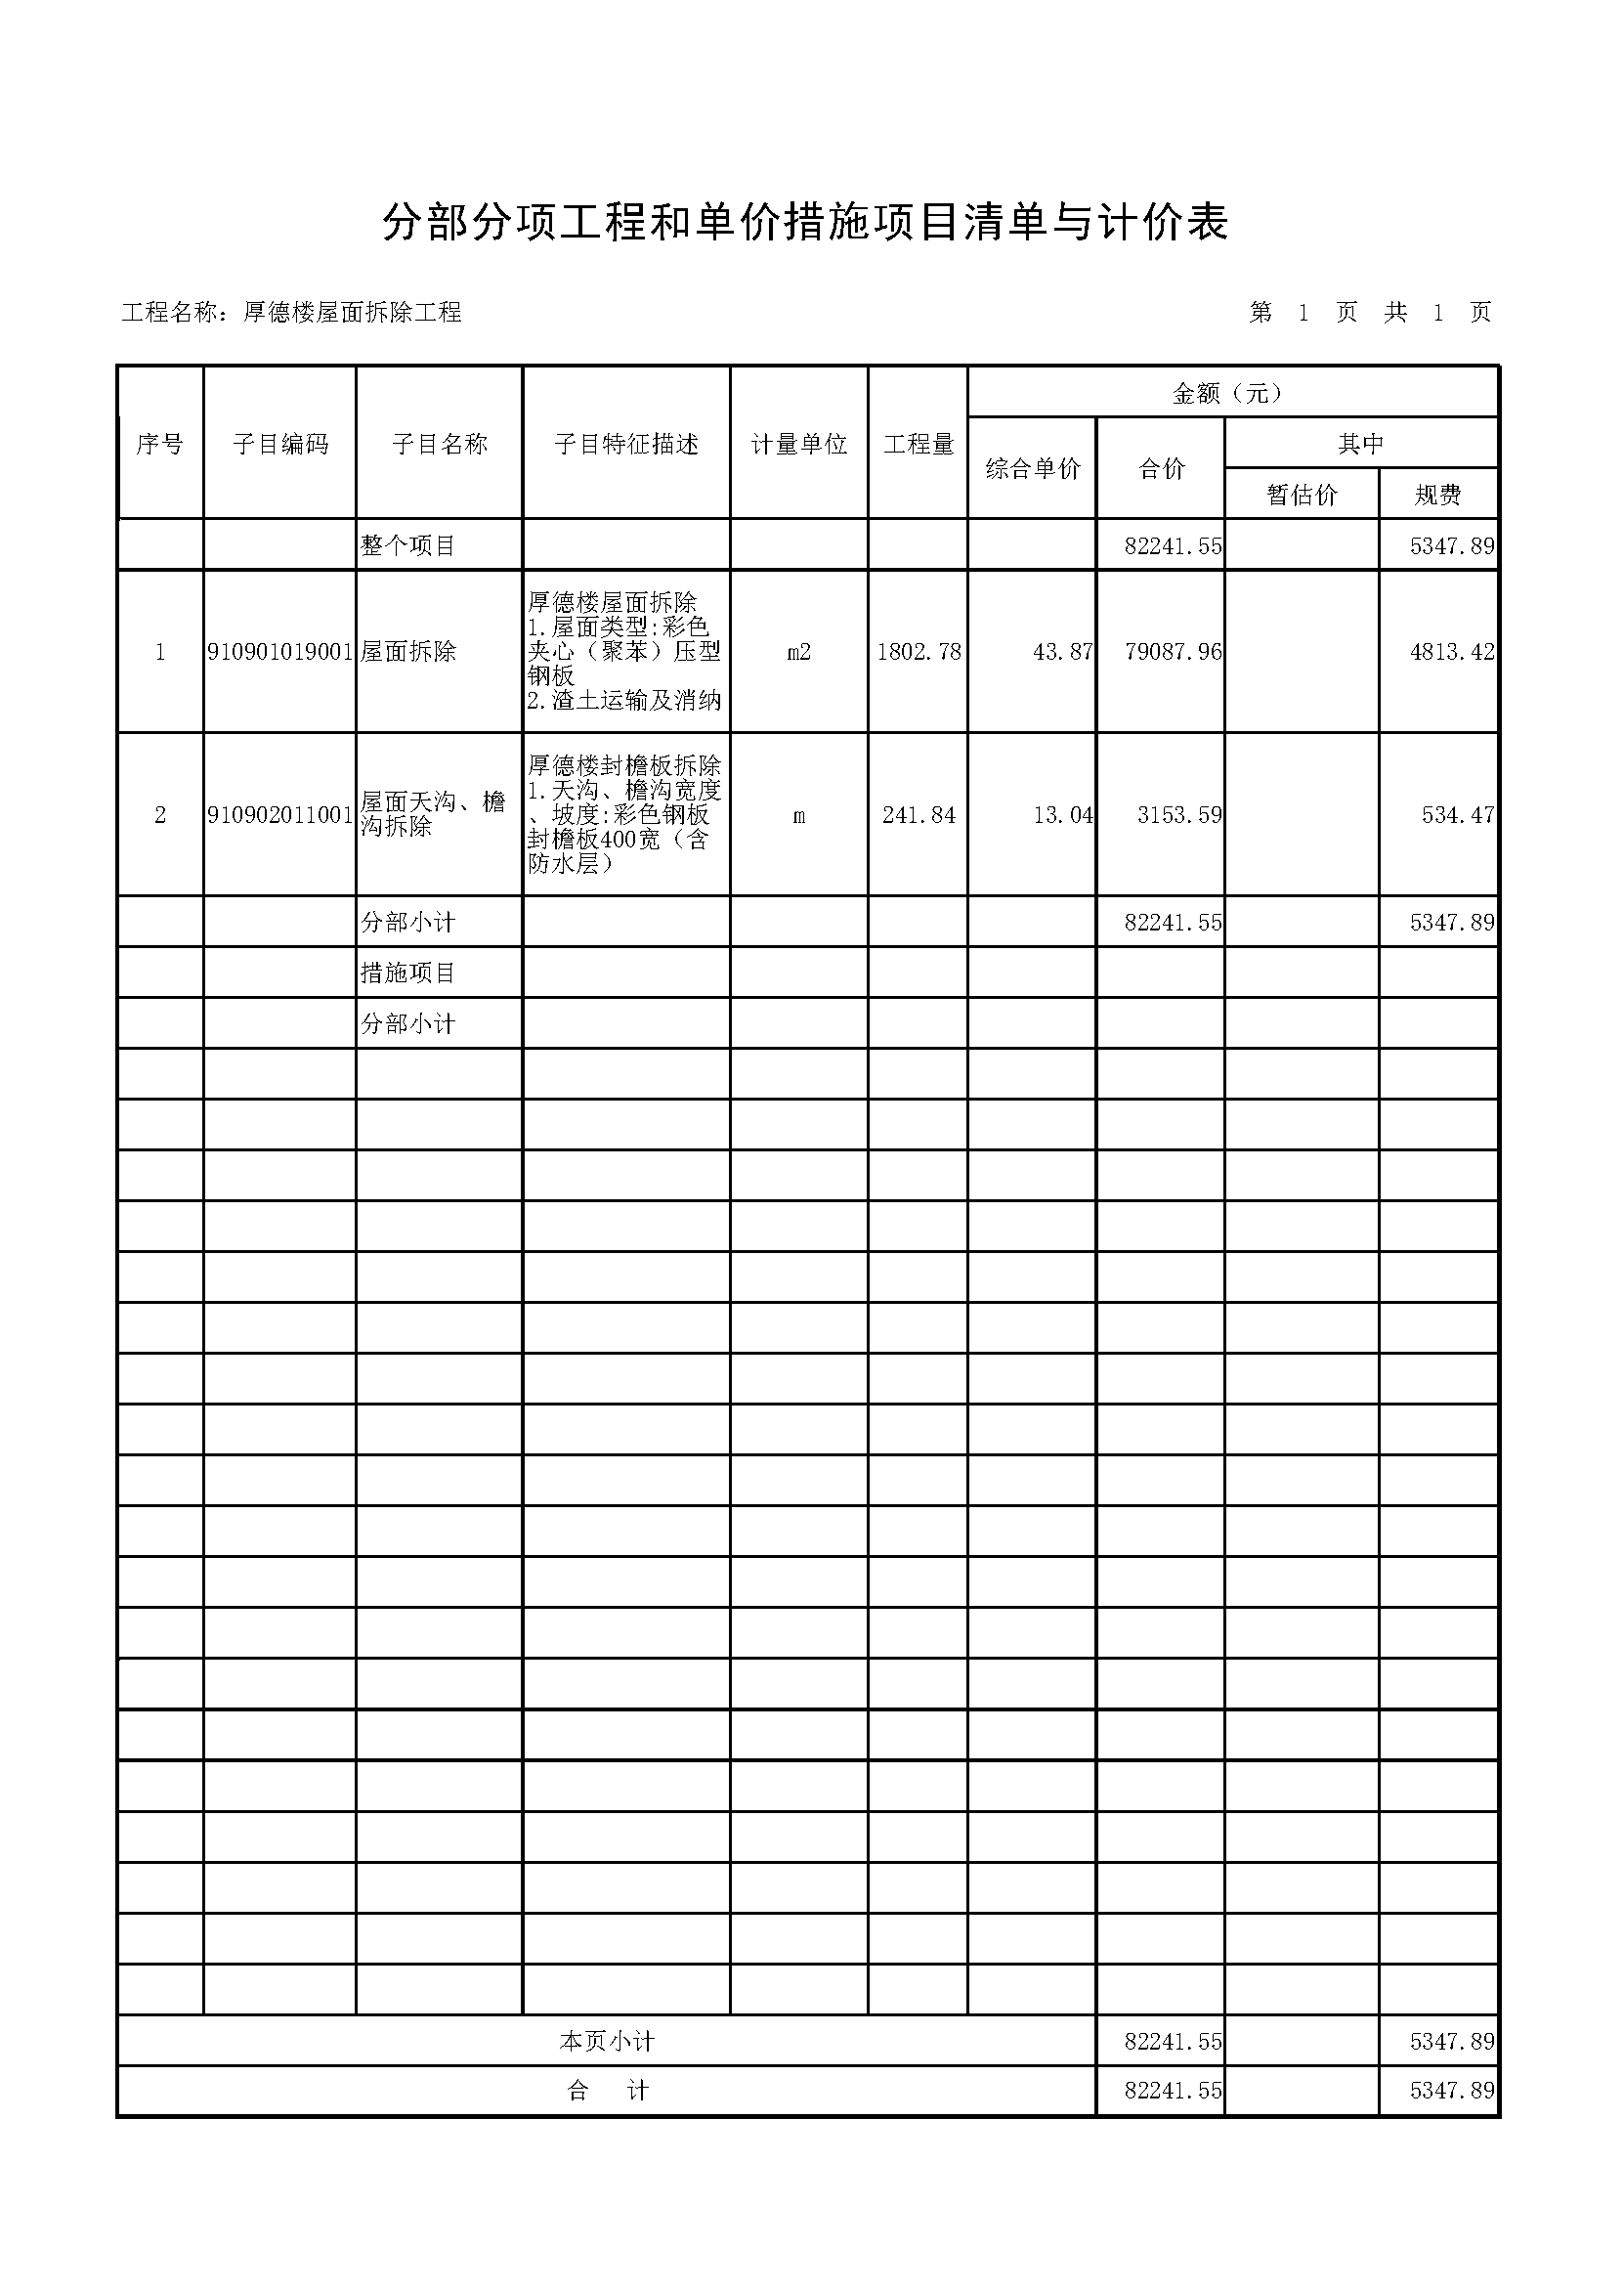 分部分项工程和单价措施项目清单与计价表
工程名称：厚德楼屋面拆除工程 第 1 页 共 1 页
金额（元）
序号 子目编码 子目名称 子目特征描述 计量单位 工程量 其中
综合单价 合价
暂估价 规费
整个项目 82241.55 5347.89
厚德楼屋面拆除
1.屋面类型:彩色
1 910901019001 屋面拆除 夹心（聚苯）压型 m2 1802.78 43.87 79087.96 4813.42
钢板
2.渣土运输及消纳
厚德楼封檐板拆除
屋面天沟、檐 1.天沟、檐沟宽度
2 910902011001 、坡度:彩色钢板 m 241.84 13.04 3153.59 534.47
沟拆除 封檐板400宽（含
防水层）
分部小计 82241.55 5347.89
措施项目
分部小计
本页小计 82241.55 5347.89
合 计 82241.55 5347.89